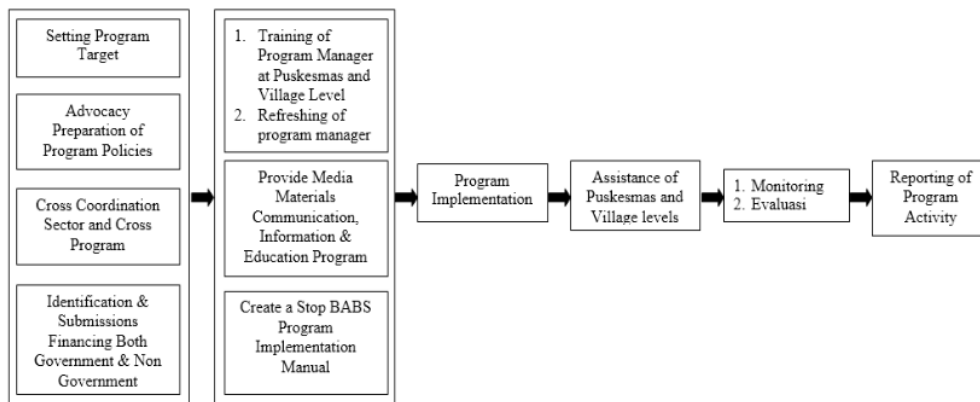 Setting Program
Target
Advocacy
Preparation of
Program Policies
Cross Coordination
Sector and Cross
Program
Identification &
Submissions
Financing Both
Government & Non
Government
1. Training of
Program Manager
at Puskesmas and
Village Level
2. Refreshing of
program manager
Provide Media
Materials
Communication,
Information &
Education Program
Create a Stop BABS
Program
Implementation
Manual
Program
Implementation
Assistance of
Puskesmas and
Village levels
1. Monitoring
2. Evaluasi
Reporting of
Program
Activity